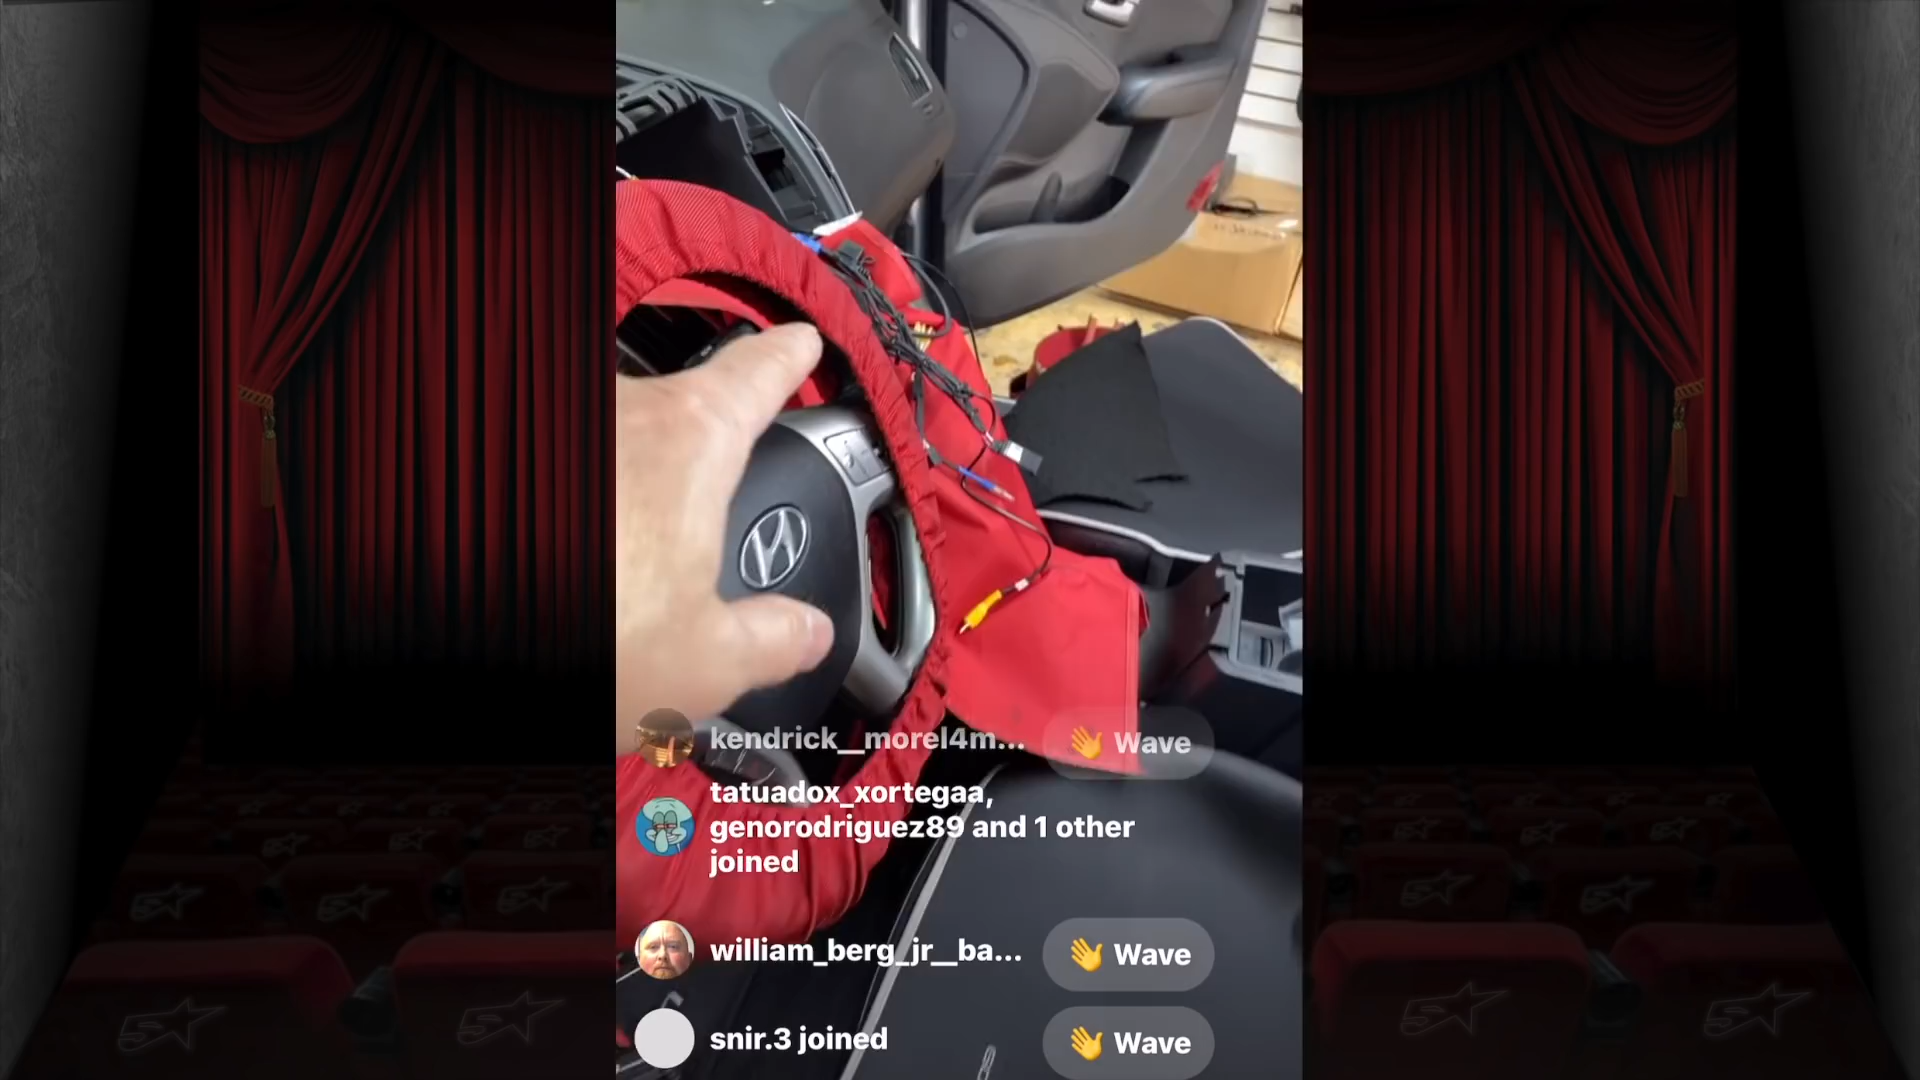 kendrick__morel4m...
👋 Wave
tatuadox_xortegaa,
genorodriguez89 and 1 other
joined
william_berg_jr__ba...
👋 Wave
snir.3 joined
👋 Wave